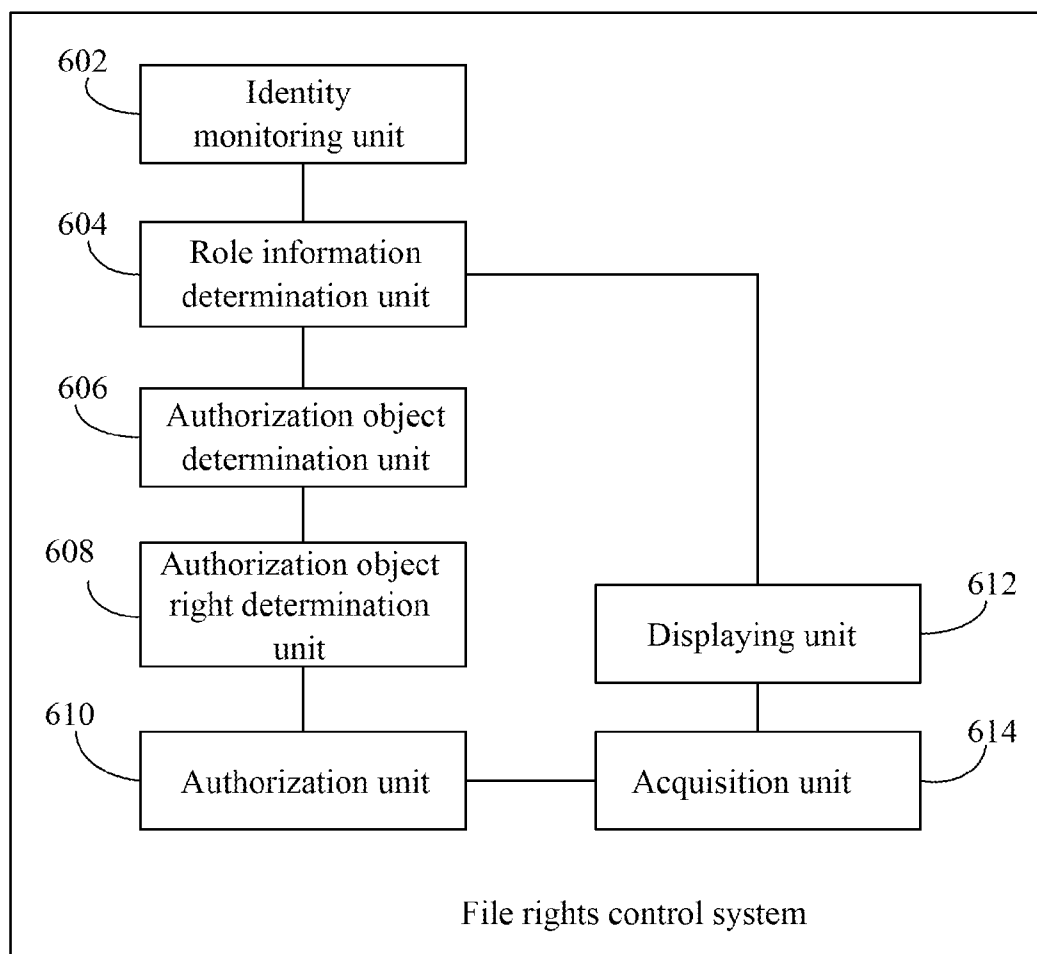 602
Identity
monitoring unit
604
Role information
determination unit
606
Authorization object
determination unit
608
Authorization object
right determination
unit
612
Displaying unit
610
Authorization unit
614
Acquisition unit
File rights control system